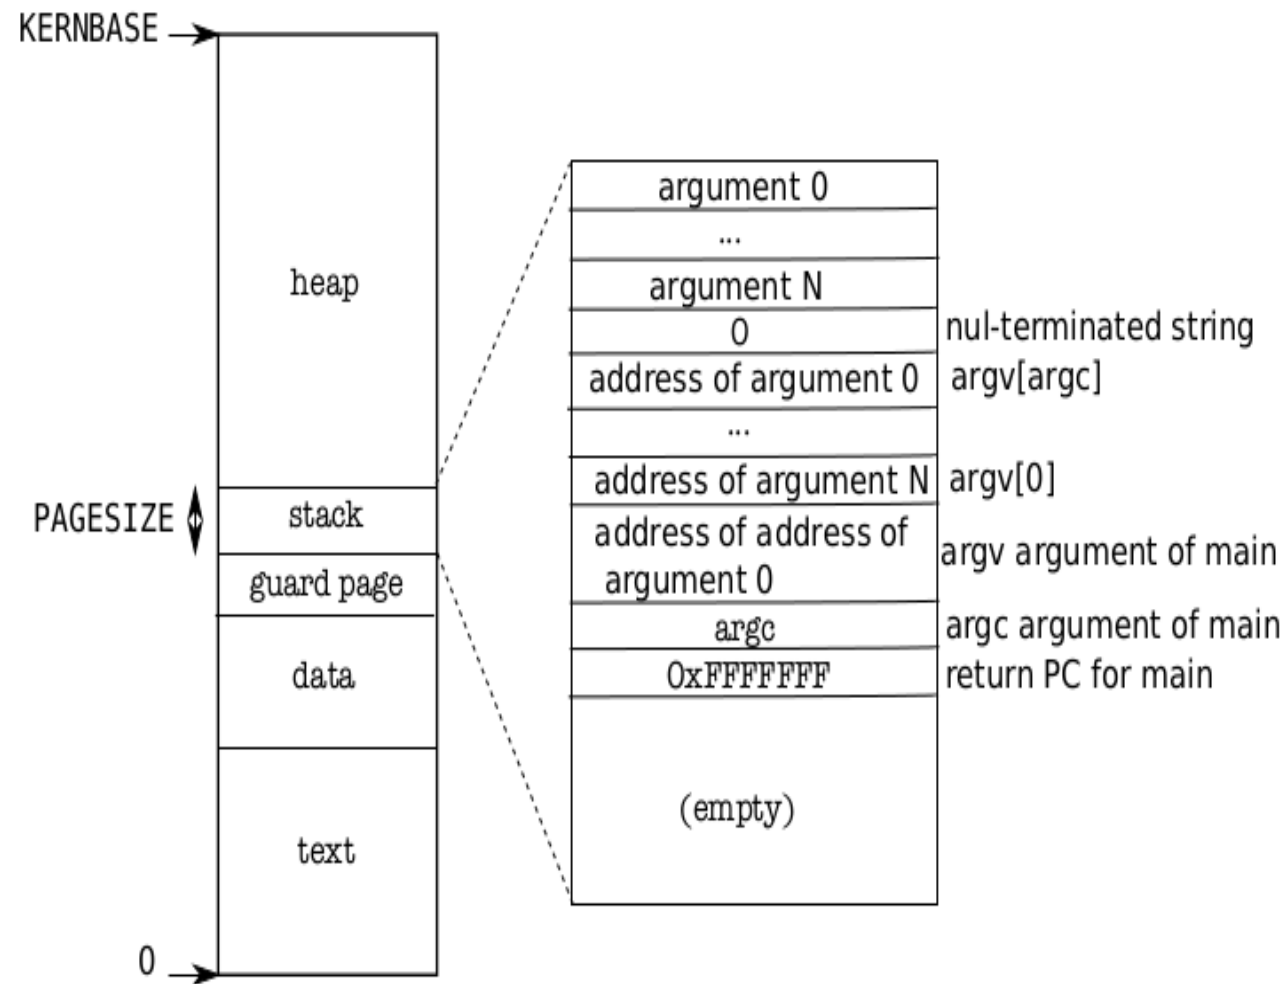 KERNBASE
heap
PAGESIZE
stack
guard page
data
text
0
argument 0
...
argument N
0
nul-terminated string
address of argument 0
argv[argc]
...
address of argument N
argv[0]
address of address of
argument 0
argv argument of main
argc
argc argument of main
0xFFFFFFF
return PC for main
(empty)